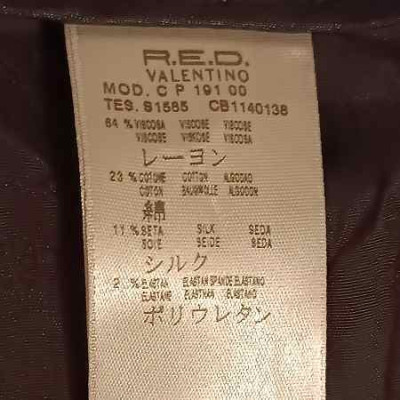 R.E.D.
VALENTINO
MOD. C P 191 00
TES. S1585 CB1140138
64 % VISCOSA VISCOSE VISCOSE
VISCOSE VISKOSE VISCOSA
レーヨン
23 % COTONE COTTON ALGODAO
COTON BAUMWOLLE ALGODON
綿
11 % SETA SILK SEDA
SOIE SEIDE SEDA
シルク
2 % ELASTAN ELASTAN SPANDE ELASTANO
ELASTANE ELASTHAN ELASTANO
ポリウレタン